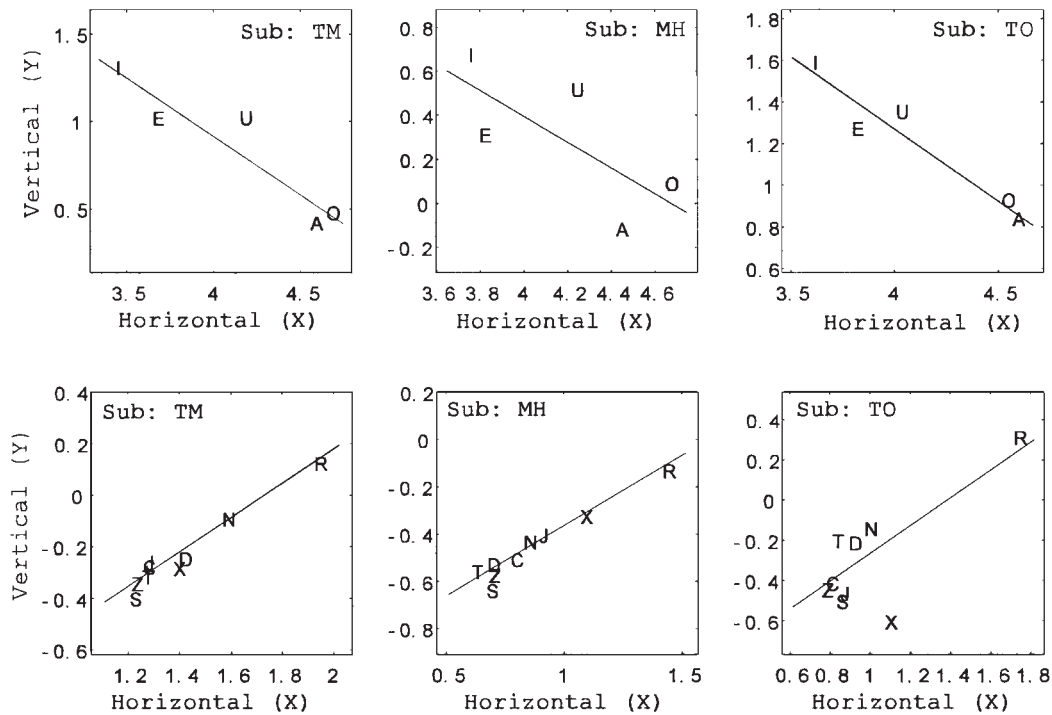 Sub: TM
Sub: MH
Sub: TO
Vertical (Y)
1.5
1
0.5
I
E
U
O
A
3.5 4 4.5
Horizontal (X)
0.8
0.6
0.4
0.2
0
-0.2
I
U
E
O
A
3.6 3.8 4 4.2 4.4 4.6
Horizontal (X)
1.8
1.6
1.4
1.2
1
0.8
0.6
I
U
E
O
A
3.5 4 4.5
Horizontal (X)
Sub: TM
Sub: MH
Sub: TO
Vertical (Y)
0.4
0.2
0
-0.2
-0.4
-0.6
R
N
J
C
D
X
T
Z
S
1.2 1.4 1.6 1.8 2
Horizontal (X)
0.2
0
-0.2
-0.4
-0.6
-0.8
R
X
J
N
C
D
T
Z
S
0.5 1 1.5
Horizontal (X)
0.4
0.2
0
-0.2
-0.4
-0.6
R
N
T D
C
Z J
S
X
0.6 0.8 1 1.2 1.4 1.6 1.8
Horizontal (X)